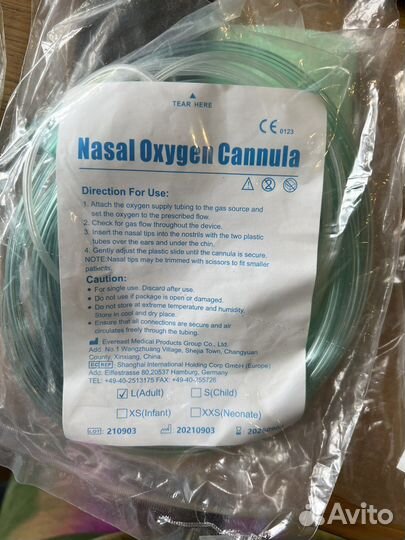 TEAR HERE
CE 0123
Nasal Oxygen Cannula
Direction For Use:
1. Attach the oxygen supply tubing to the gas source and
set the oxygen to the prescribed flow.
2. Check for gas flow throughout the device.
3. Insert the nasal tips into the nostrils with the two plastic
tubes over the ears and under the chin.
4. Gently adjust the plastic slide until the cannula is secure.
NOTE:Nasal tips may be trimmed with scissors to fit smaller
patients.
Caution:
● For single use. Discard after use.
● Do not use if package is open or damaged.
● Do not store at extreme temperature and humidity.
Store in cool and dry place.
● Ensure that all connections are secure and air
circulates freely through the tubing.
Evereast Medical Products Group Co., Ltd.
Add: No.1 Wangzhuang Village, Shejia Town, Changyuan
County, Xinxiang, China.
EC REP Shanghai International Holding Corp GmbH (Europe)
Add: Eiffestrasse 80,20537 Hamburg, Germany
TEL: +49-40-2513175 FAX:+49-40-255726
☑ L(Adult) S(Child)
XS(Infant) XXS(Neonate)
LOT: 210903 20210903
Avito